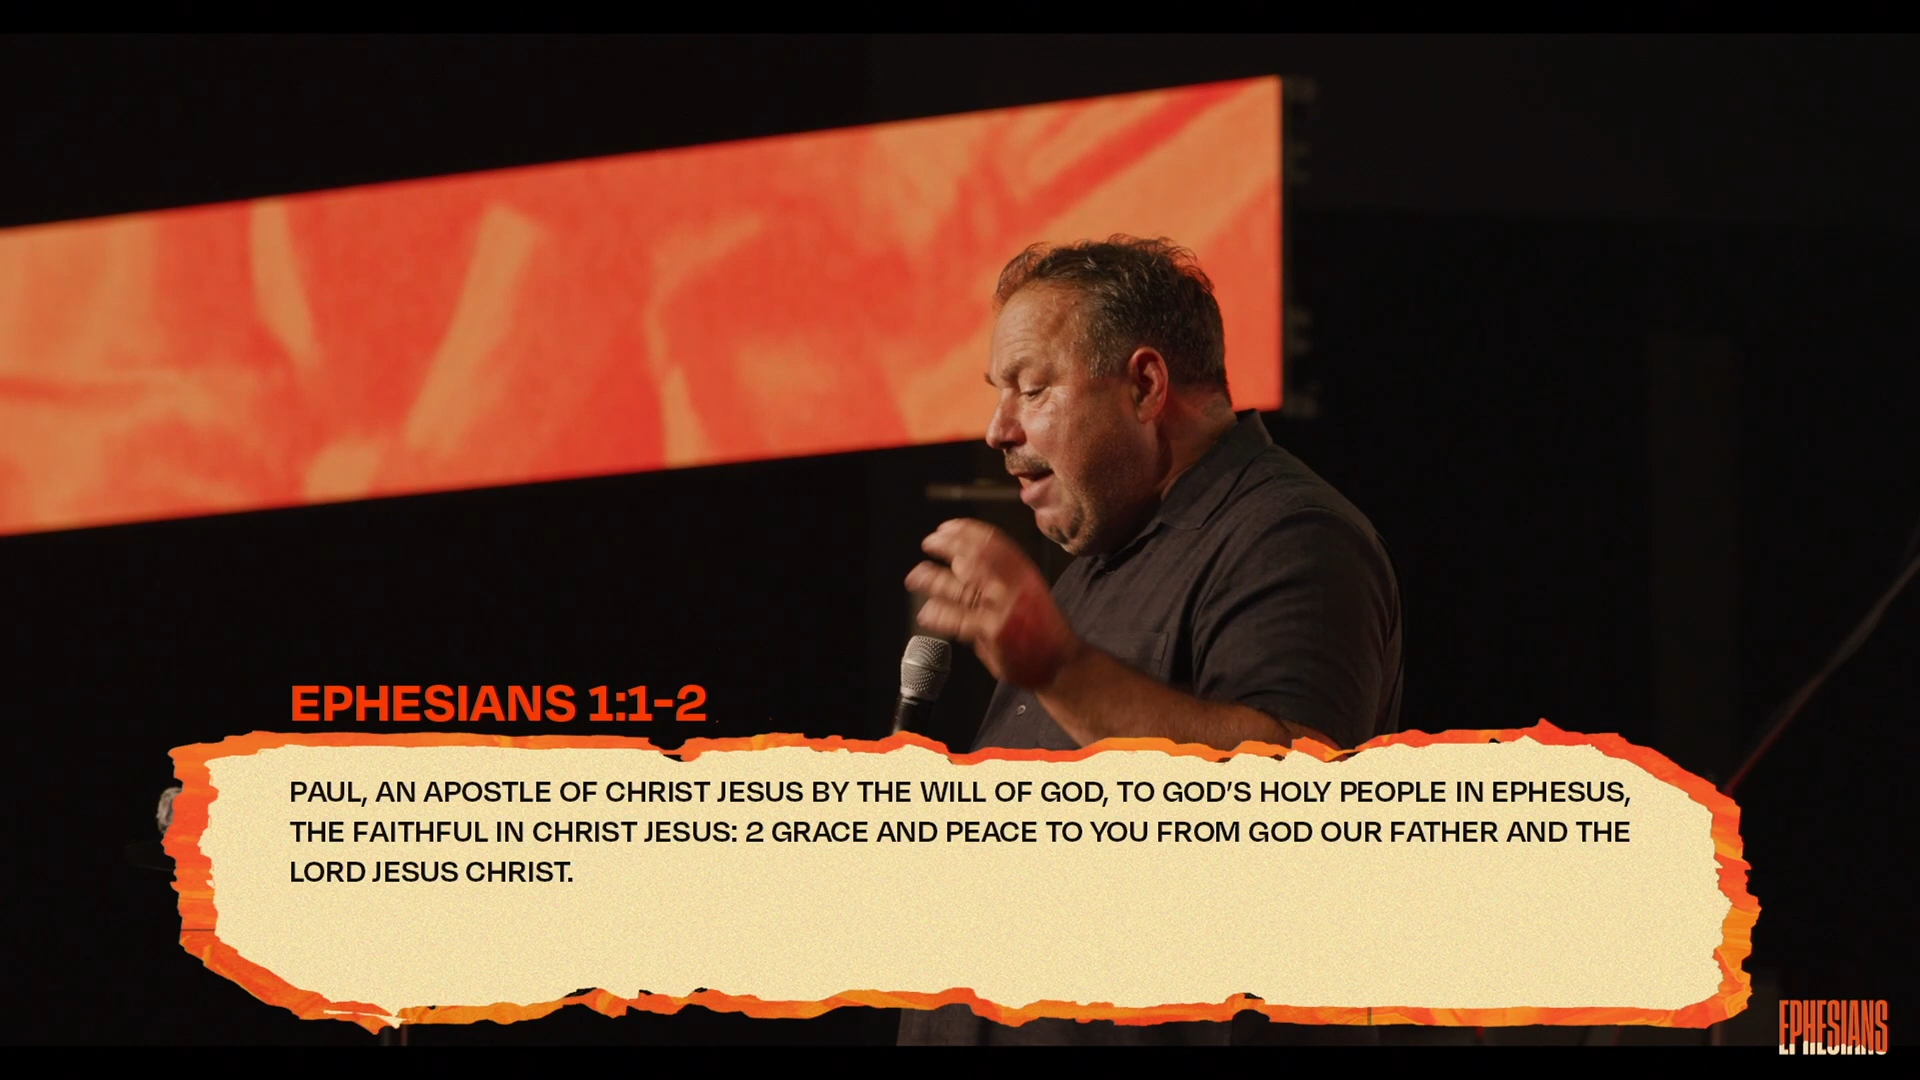 EPHESIANS 1:1-2
PAUL, AN APOSTLE OF CHRIST JESUS BY THE WILL OF GOD, TO GOD'S HOLY PEOPLE IN EPHESUS,
THE FAITHFUL IN CHRIST JESUS: 2 GRACE AND PEACE TO YOU FROM GOD OUR FATHER AND THE
LORD JESUS CHRIST.
EPHESIANS